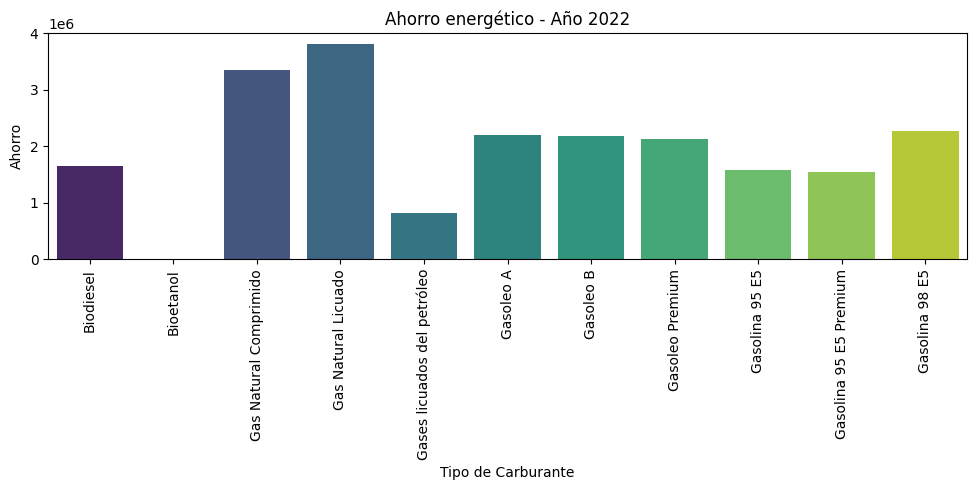 Ahorro energético - Año 2022
1e6
4
3
2
1
0
Ahorro
Biodiesel
Bioetanol
Gas Natural Comprimido
Gas Natural Licuado
Gases licuados del petróleo
Gasoleo A
Gasoleo B
Gasoleo Premium
Gasolina 95 E5
Gasolina 95 E5 Premium
Gasolina 98 E5
Tipo de Carburante